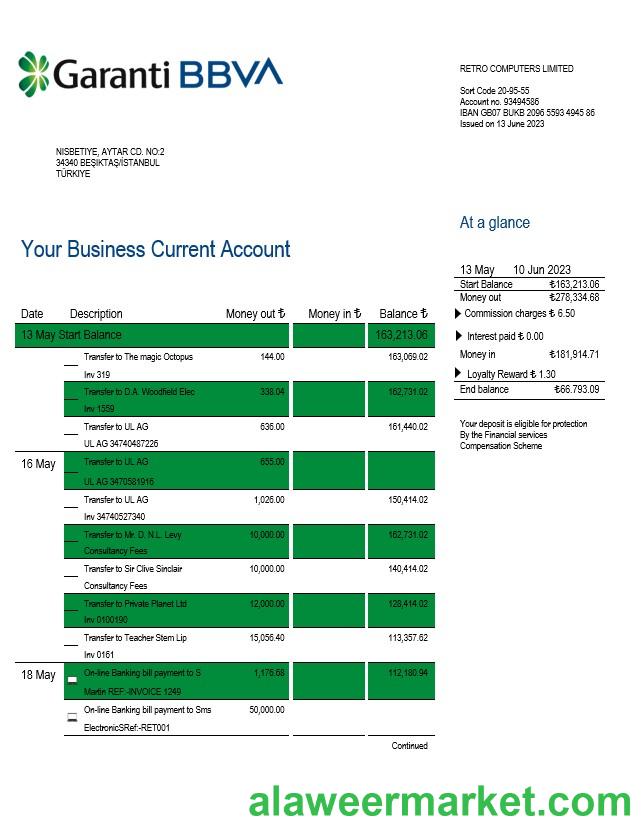 Garanti BBVA
RETRO COMPUTERS LIMITED
Sort Code 20-95-55
Account no. 93494586
IBAN GB07 BUKB 2096 5593 4945 86
Issued on 13 June 2023
NISBETIYE, AYTAR CD. NO:2
34340 BEŞIKTAŞ/İSTANBUL
TÜRKIYE
At a glance
Your Business Current Account
13 May 10 Jun 2023
Start Balance ₺163,213.06
Money out ₺278,334.68
Commission charges ₺ 6.50
Interest paid ₺ 0.00
Money in ₺181,914.71
Loyalty Reward ₺ 1.30
End balance ₺66.793.09
Your deposit is eligible for protection
By the Financial services
Compensation Scheme
Date Description Money out ₺ Money in ₺ Balance ₺
13 May Start Balance 163,213.06
Transfer to The magic Octopus 144.00 163,069.02
Inv 319
Transfer to D.A. Woodfield Elec 338.04 162,731.02
Inv 1559
Transfer to UL AG 636.00 161,440.02
UL AG 34740487226
16 May Transfer to UL AG 655.00
UL AG 3470581916
Transfer to UL AG 1,026.00 150,414.02
Inv 34740527340
Transfer to Mr. D. N.L. Levy 10,000.00 162,731.02
Consultancy Fees
Transfer to Sir Clive Sinclair 10,000.00 140,414.02
Consultancy Fees
Transfer to Private Planet Ltd 12,000.00 128,414.02
Inv 0100190
Transfer to Teacher Stem Lip 15,056.40 113,357.62
Inv 0161
18 May On-line Banking bill payment to S 1,176.68 112,180.94
Martin REF:-INVOICE 1249
On-line Banking bill payment to Sms 50,000.00
ElectronicSRef:-RET001
Continued
alaweermarket.com